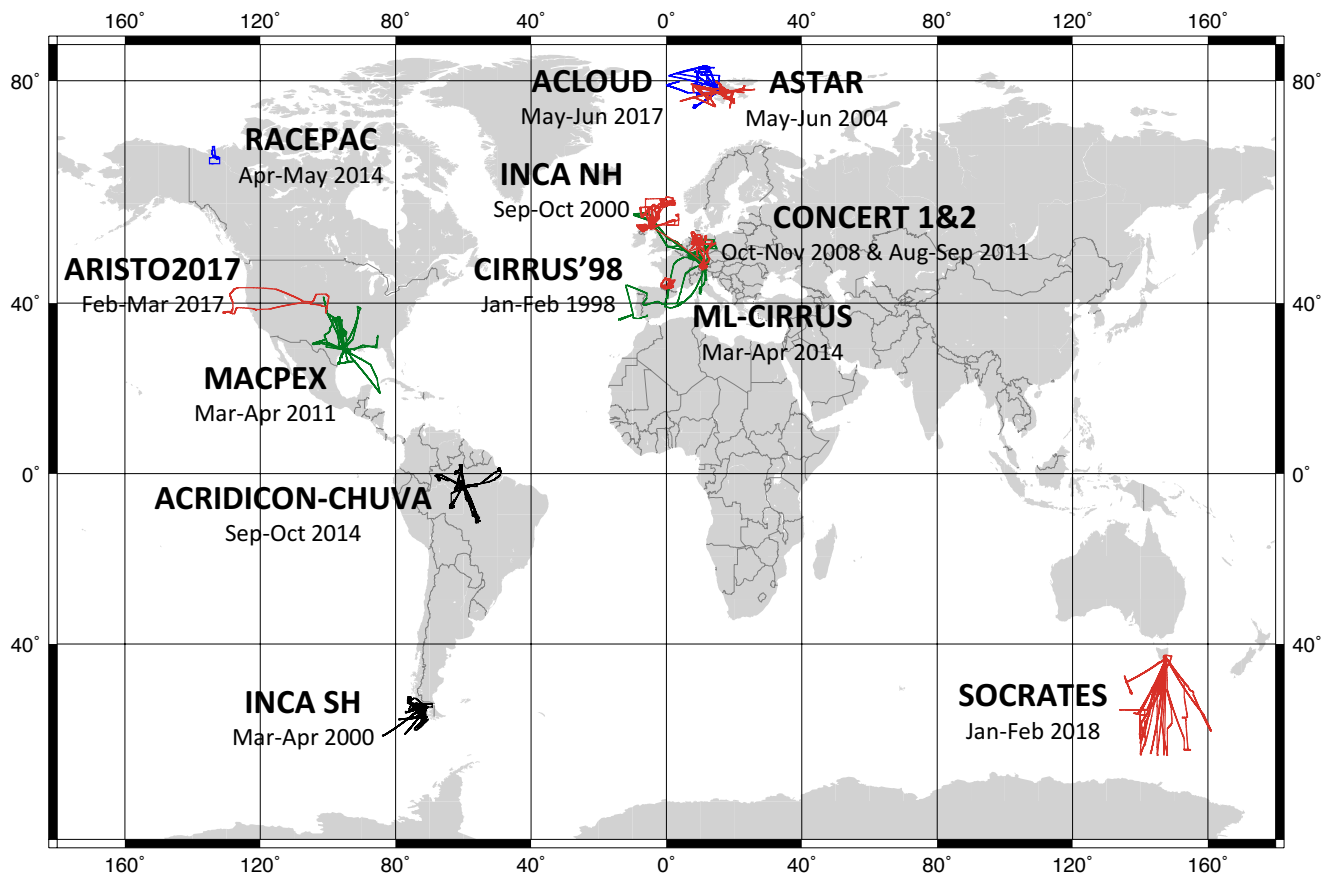 160˚ 120˚ 80˚ 40˚ 0˚ 40˚ 80˚ 120˚ 160˚
80˚ 80˚
ACLOUD
May-Jun 2017
ASTAR
May-Jun 2004
RACEPAC
Apr-May 2014
INCA NH
Sep-Oct 2000
CONCERT 1&2
Oct-Nov 2008 & Aug-Sep 2011
ARISTO2017
Feb-Mar 2017
CIRRUS’98
Jan-Feb 1998
40˚ 40˚
ML-CIRRUS
Mar-Apr 2014
MACPEX
Mar-Apr 2011
0˚ 0˚
ACRIDICON-CHUVA
Sep-Oct 2014
40˚ 40˚
INCA SH
Mar-Apr 2000
SOCRATES
Jan-Feb 2018
160˚ 120˚ 80˚ 40˚ 0˚ 40˚ 80˚ 120˚ 160˚